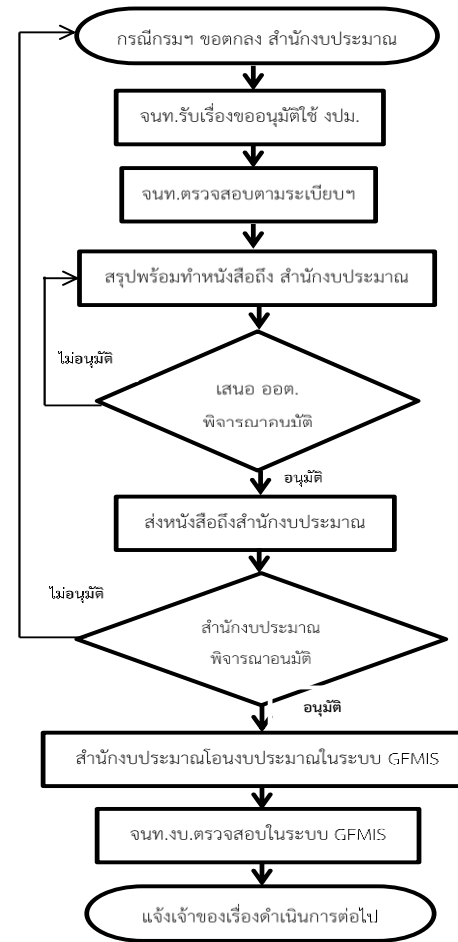 กรณีกรมฯ ขอตกลง สำนักงบประมาณ
จนท.รับเรื่องขออนุมัติใช้ งปม.
จนท.ตรวจสอบตามระเบียบฯ
สรุปพร้อมทำหนังสือถึง สำนักงบประมาณ
ไม่อนุมัติ
เสนอ ออต.
พิจารณาอนุมัติ
อนุมัติ
ส่งหนังสือถึงสำนักงบประมาณ
ไม่อนุมัติ
สำนักงบประมาณ
พิจารณาอนุมัติ
อนุมัติ
สำนักงบประมาณโอนงบประมาณในระบบ GFMIS
จนท.งบ.ตรวจสอบในระบบ GFMIS
แจ้งเจ้าของเรื่องดำเนินการต่อไป